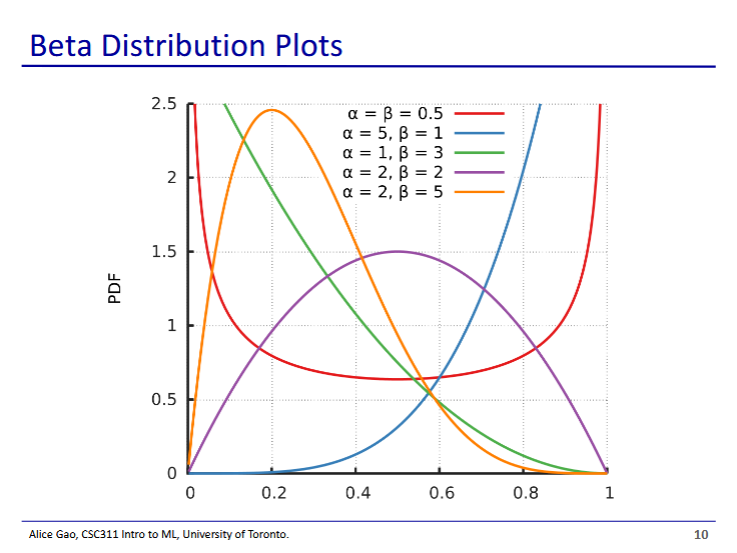 Beta Distribution Plots
2.5
2
1.5
1
0.5
0
PDF
α = β = 0.5
α = 5, β = 1
α = 1, β = 3
α = 2, β = 2
α = 2, β = 5
0 0.2 0.4 0.6 0.8 1
Alice Gao, CSC311 Intro to ML, University of Toronto. 10